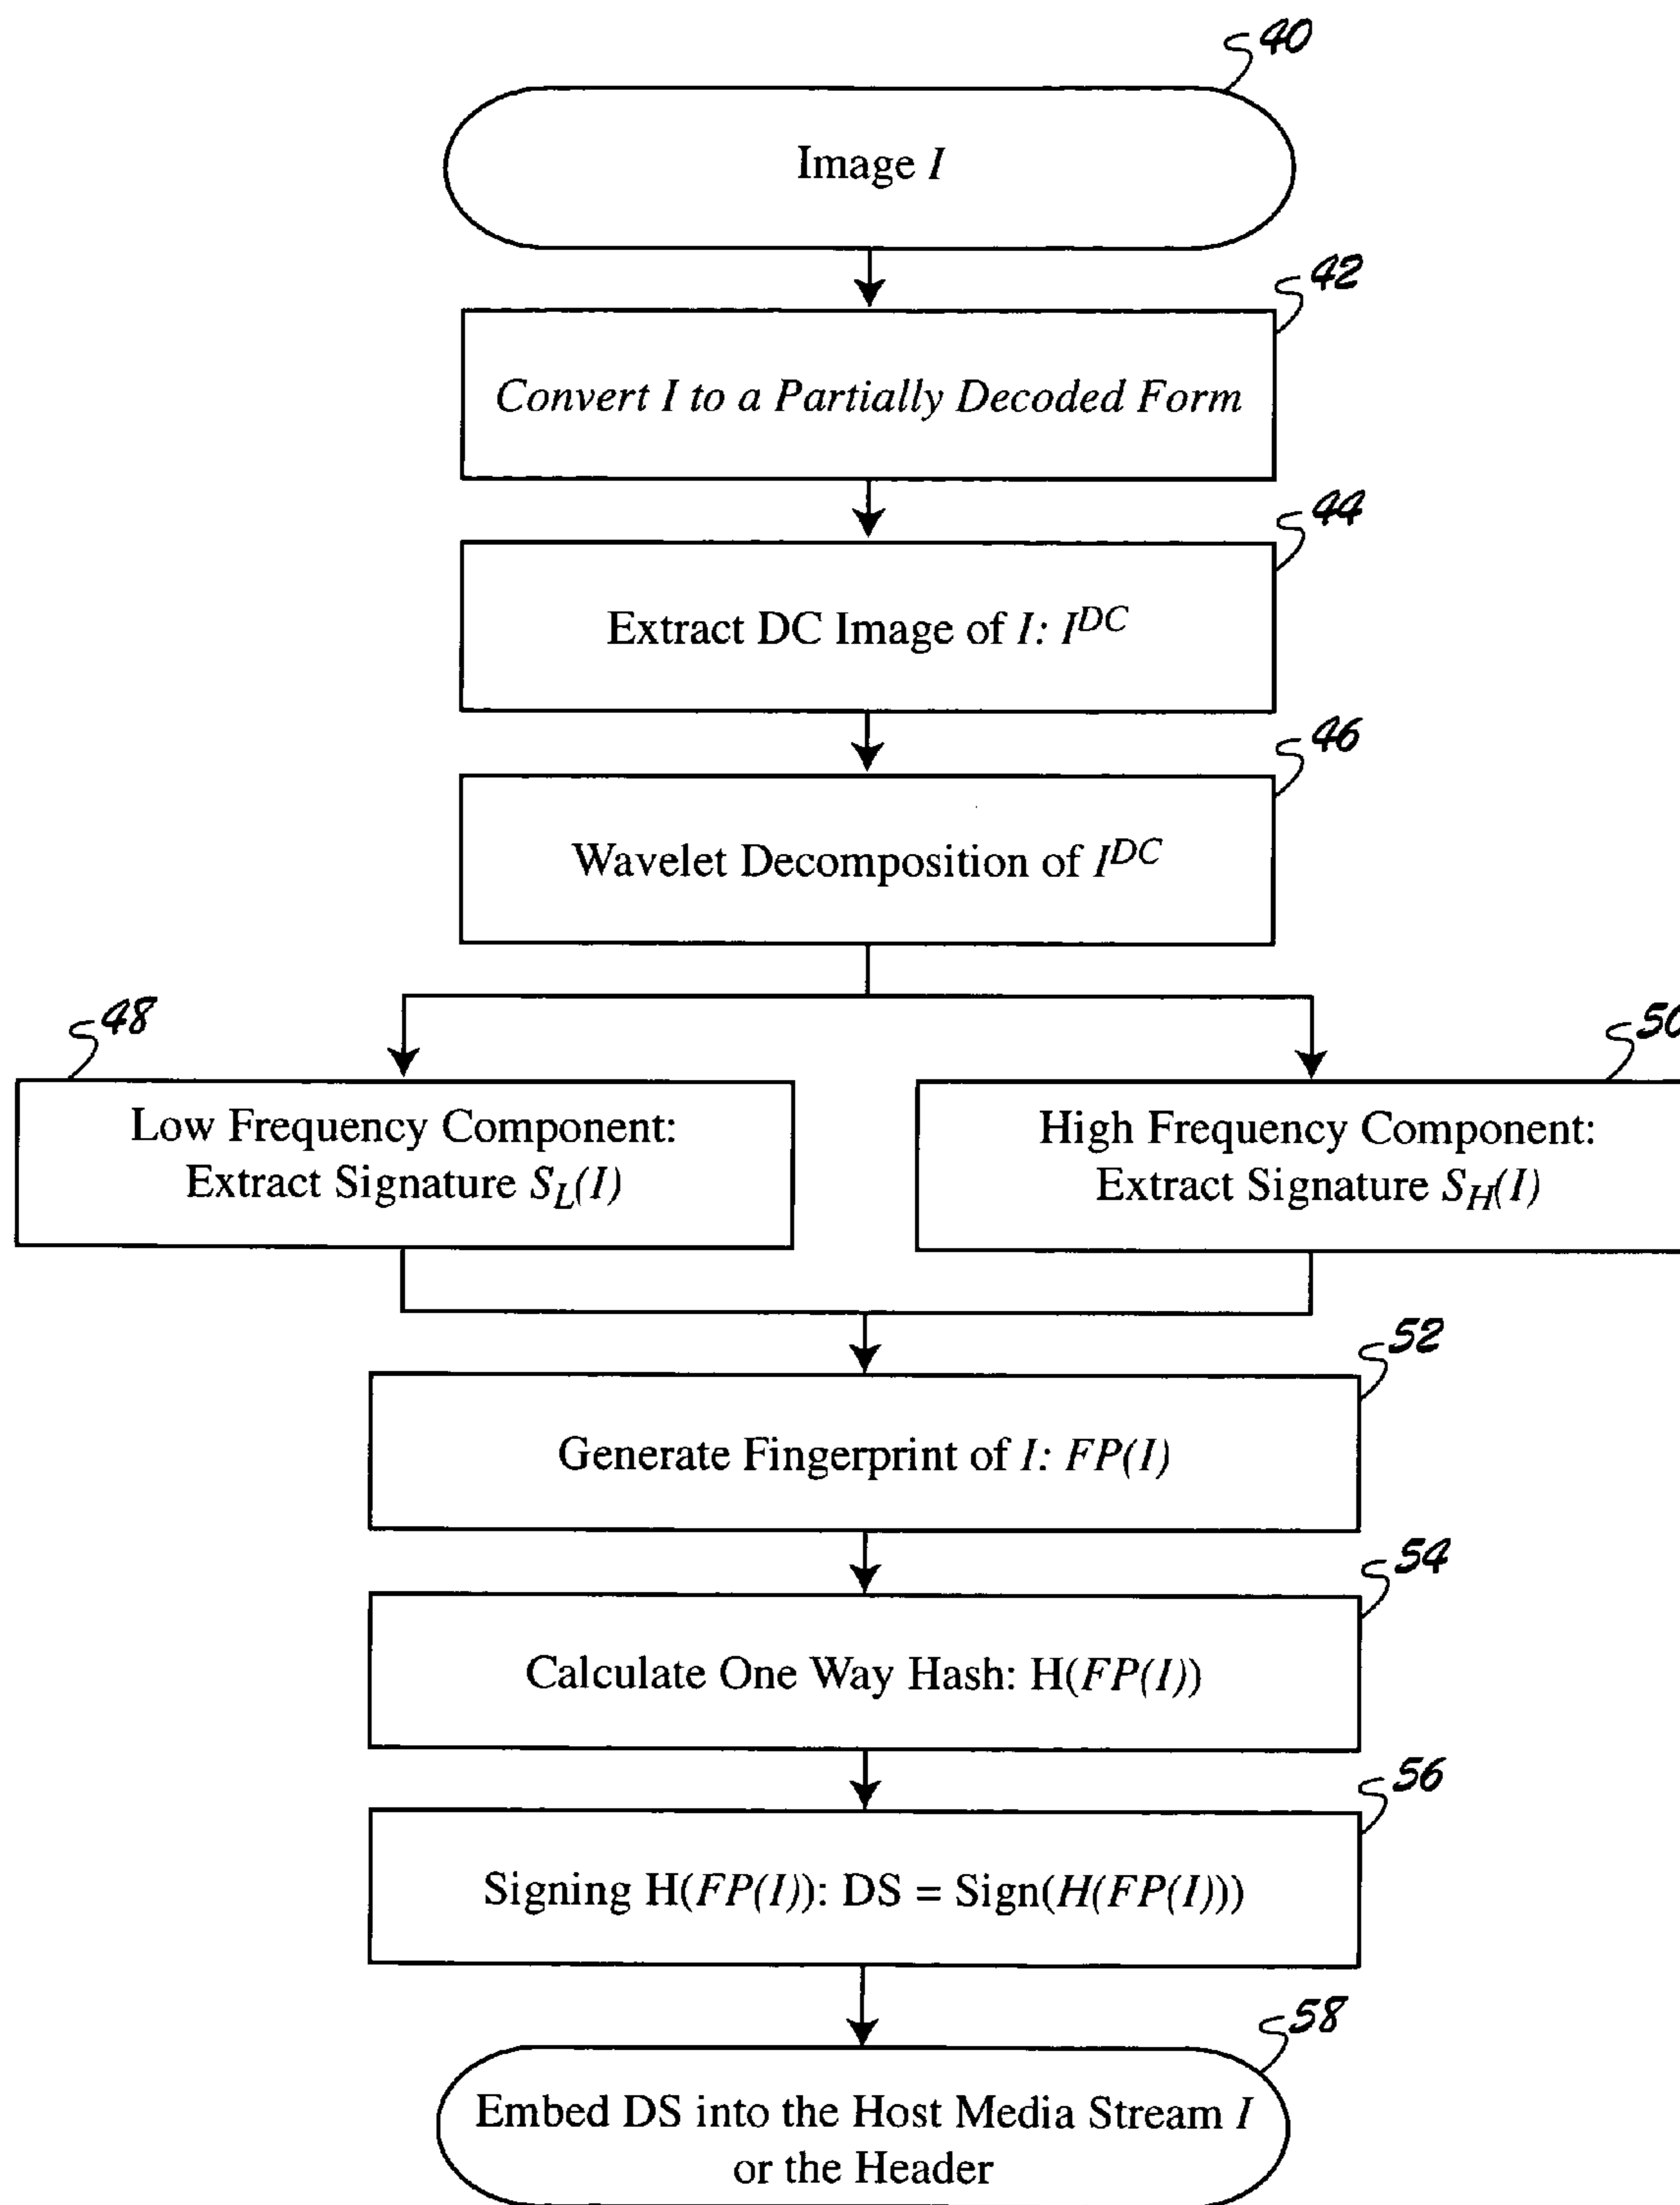 40
Image I
42
Convert I to a Partially Decoded Form
44
Extract DC Image of I: I^DC
46
Wavelet Decomposition of I^DC
48
50
Low Frequency Component:
Extract Signature S_L(I)
High Frequency Component:
Extract Signature S_H(I)
52
Generate Fingerprint of I: FP(I)
54
Calculate One Way Hash: H(FP(I))
56
Signing H(FP(I)): DS = Sign(H(FP(I)))
58
Embed DS into the Host Media Stream I
or the Header